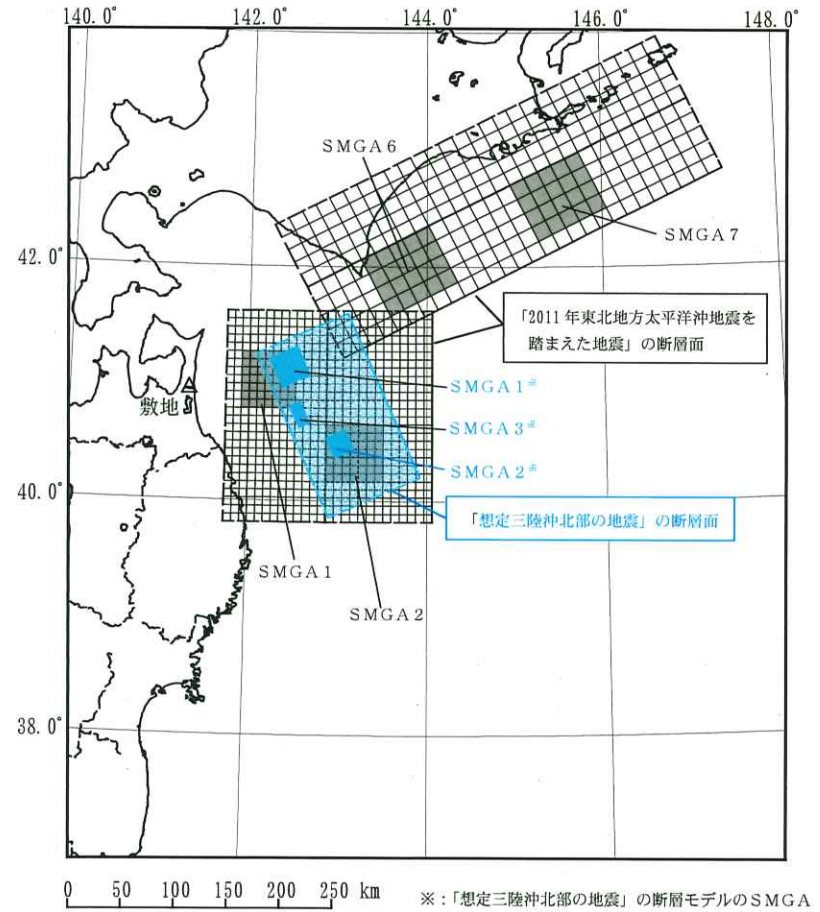 140.0° 142.0° 144.0° 146.0° 148.0°
SMGA6
SMGA7
42.0°
「2011年東北地方太平洋沖地震を
踏まえた地震」の断層面
SMGA1※
敷地
SMGA3※
SMGA2※
40.0°
「想定三陸沖北部の地震」の断層面
SMGA1
SMGA2
38.0°
0 50 100 150 200 250 km
※:「想定三陸沖北部の地震」の断層モデルのSMGA